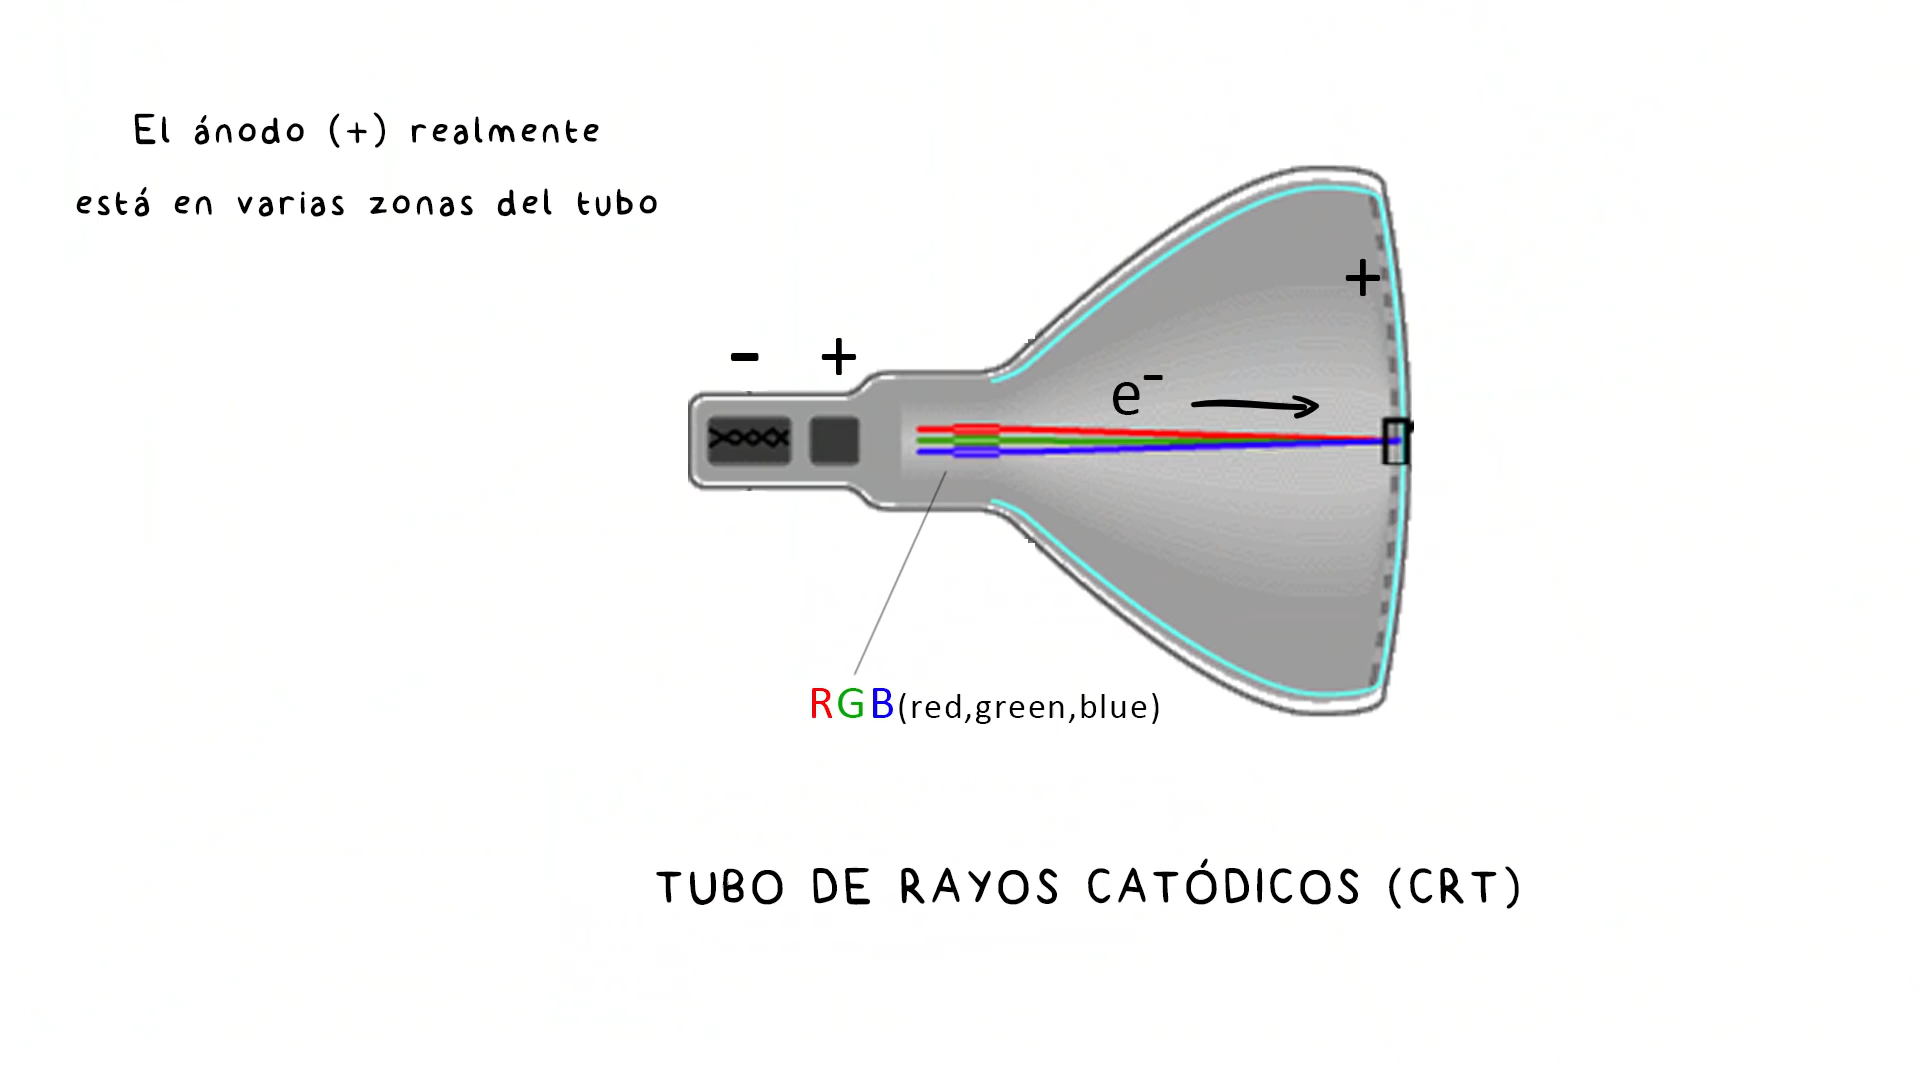 El ánodo (+) realmente
está en varias zonas del tubo
+
- +
e⁻
RGB(red,green,blue)
TUBO DE RAYOS CATÓDICOS (CRT)